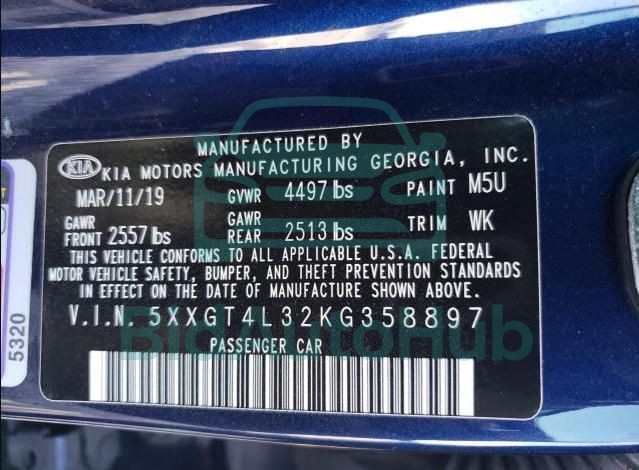 MANUFACTURED BY
KIA KIA MOTORS MANUFACTURING GEORGIA, INC.
MAR/11/19 GVWR 4497 lbs PAINT M5U
GAWR FRONT 2557 lbs GAWR REAR 2513 lbs TRIM WK
THIS VEHICLE CONFORMS TO ALL APPLICABLE U.S.A. FEDERAL
MOTOR VEHICLE SAFETY, BUMPER, AND THEFT PREVENTION STANDARDS
IN EFFECT ON THE DATE OF MANUFACTURE SHOWN ABOVE.
V.I.N. 5XXGT4L32KG358897
PASSENGER CAR
5320
BeAutoHub